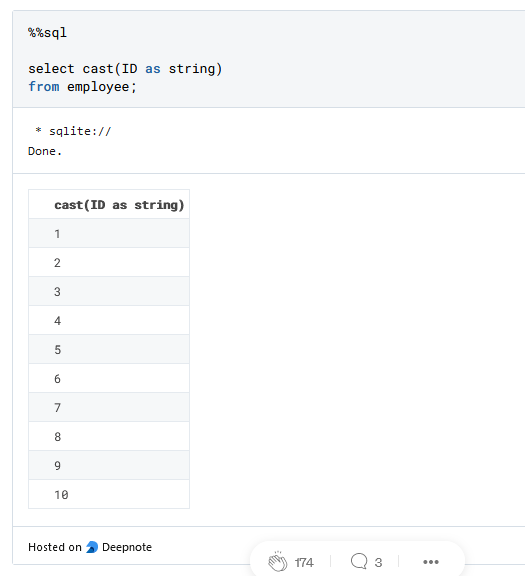 %%sql
select cast(ID as string)
from employee;
* sqlite://
Done.
cast(ID as string)
1
2
3
4
5
6
7
8
9
10
Hosted on Deepnote
174 3 •••